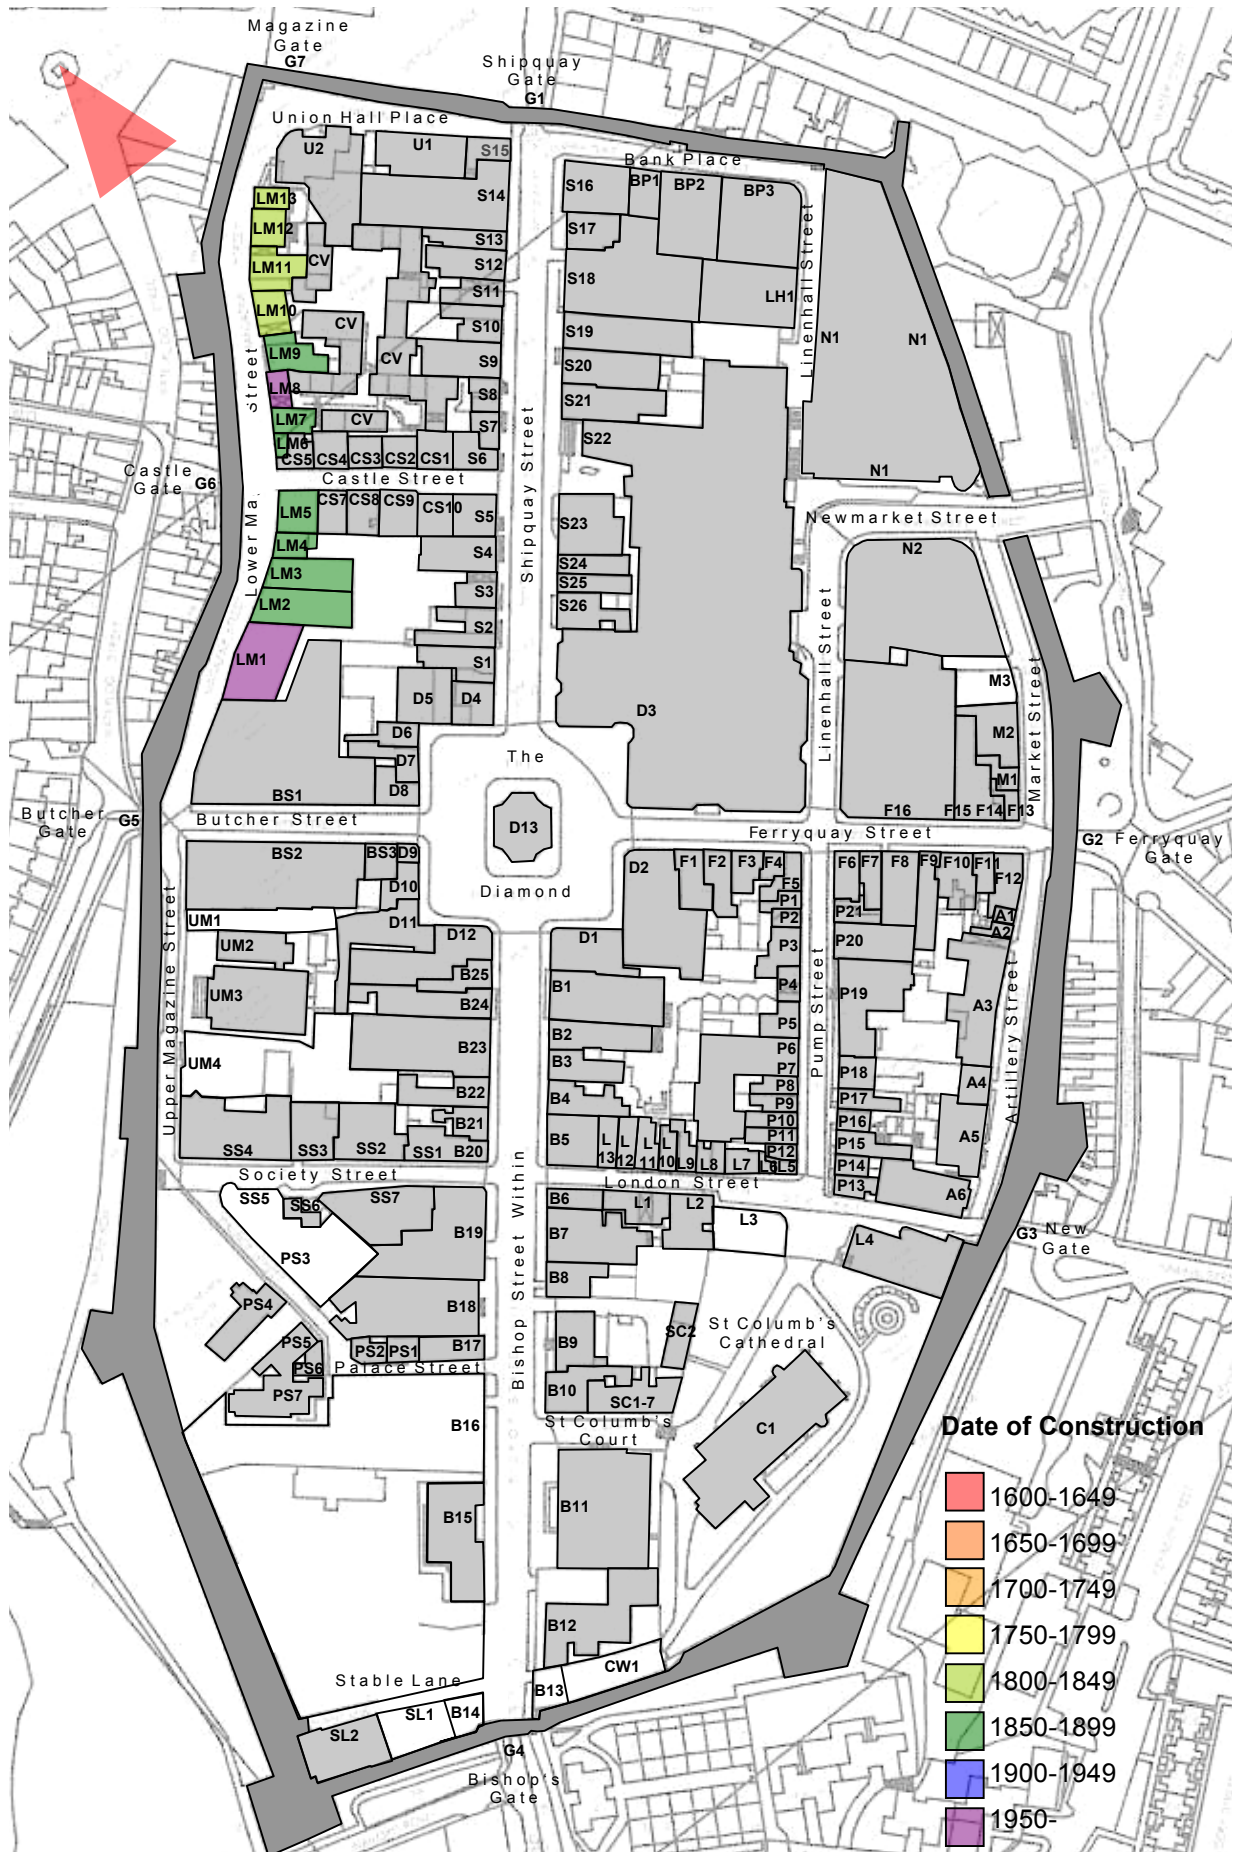 Magazine
Gate
G7
Shipquay
Gate
G1
Union Hall Place
U2
U1
S15
Bank Place
S14
S16
BP1
BP2
BP3
LM13
LM12
S13
S17
LM11
CV
S12
S18
S11
LH1
LM10
CV
S10
S19
N1
N1
LM9
CV
S9
S20
LM8
S8
S21
LM7
CV
S7
S22
LM6
CS5
CS4
CS3
CS2
CS1
S6
N1
Castle
Gate
G6
Castle Street
Linenhall Street
Shipquay Street
LM5
CS7
CS8
CS9
CS10
S5
S23
Newmarket Street
LM4
S4
N2
LM3
S24
S25
LM2
S3
S26
S2
Street
Lower Ma.
LM1
S1
M3
D5
D4
D3
Linenhall Street
Market Street
D6
M2
D7
The
M1
D8
BS1
F16
F15
F14
F13
Butcher
Gate
G5
Butcher Street
D13
Ferryquay Street
G2
Ferryquay
Gate
BS2
BS3
D9
D2
F1
F2
F3
F4
F6
F7
F8
F9
F10
F11
F12
D10
Diamond
F5
P1
UM1
D11
P2
P21
A1
A2
UM2
D12
D1
P3
P20
UM3
B25
B1
P4
P19
A3
B24
P5
Upper Magazine Street
Pump Street
Artillery Street
B2
P6
UM4
B23
B3
P7
P18
A4
P8
B22
B4
P9
P17
B21
P10
P16
SS4
SS3
SS2
SS1
B20
B5
L
13
L
12
L
11
L
10
L9
L8
L7
L6
L5
P11
P12
P15
A5
P14
P13
A6
Society Street
London Street
SS5
SS6
SS7
B6
L1
L2
L3
B19
B7
L4
G3
New
Gate
PS3
B8
PS4
B18
SC2
St Columb's
Cathedral
PS5
PS2
PS1
B17
B9
PS6
Palace Street
PS7
B10
SC1-7
Bishop Street Within
B16
St Columb's
Court
C1
B15
B11
B12
Stable Lane
CW1
B13
SL2
SL1
B14
G4
Bishop's
Gate
Date of Construction
1600-1649
1650-1699
1700-1749
1750-1799
1800-1849
1850-1899
1900-1949
1950-